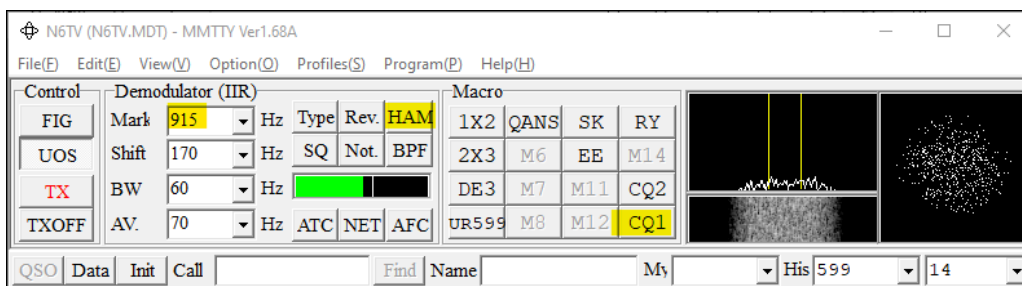 N6TV (N6TV.MDT) - MMTTY Ver1.68A
File(F) Edit(E) View(V) Option(O) Profiles(S) Program(P) Help(H)
Control Demodulator (IIR) Macro
FIG Mark 915 Hz Type Rev. HAM 1X2 QANS SK RY
UOS Shift 170 Hz SQ Not. BPF 2X3 M6 EE M14
TX BW 60 Hz DE3 M7 M11 CQ2
TXOFF AV. 70 Hz ATC NET AFC UR599 M8 M12 CQ1
QSO Data Init Call Find Name My His 599 14